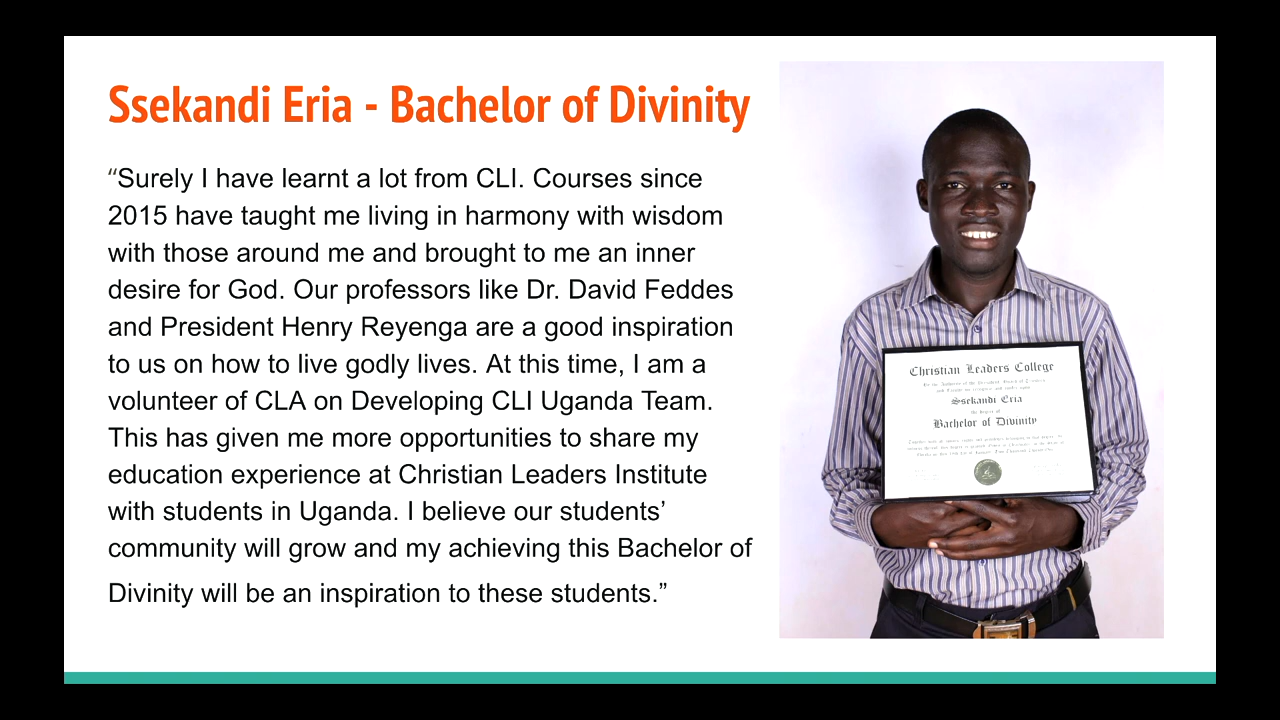 Ssekandi Eria - Bachelor of Divinity
“Surely I have learnt a lot from CLI. Courses since
2015 have taught me living in harmony with wisdom
with those around me and brought to me an inner
desire for God. Our professors like Dr. David Feddes
and President Henry Reyenga are a good inspiration
to us on how to live godly lives. At this time, I am a
volunteer of CLA on Developing CLI Uganda Team.
This has given me more opportunities to share my
education experience at Christian Leaders Institute
with students in Uganda. I believe our students’
community will grow and my achieving this Bachelor of
Divinity will be an inspiration to these students.”
Christian Leaders College
Ssekandi Eria
the degree of
Bachelor of Divinity